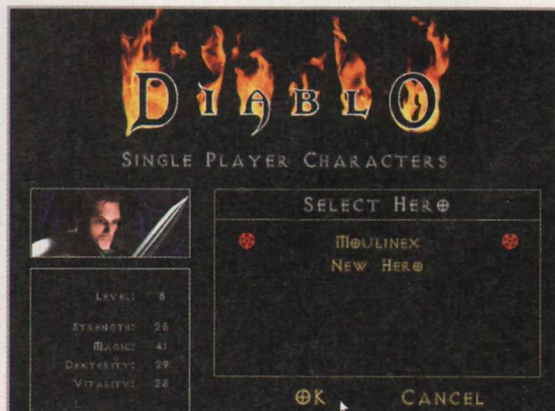 DIABLO
SINGLE PLAYER CHARACTERS
SELECT HERO
MOULINEX
NEW HERO
LEVEL: 8
STRENGTH: 28
MAGIC: 41
DEXTERITY: 29
VITALITY: 28
OK CANCEL